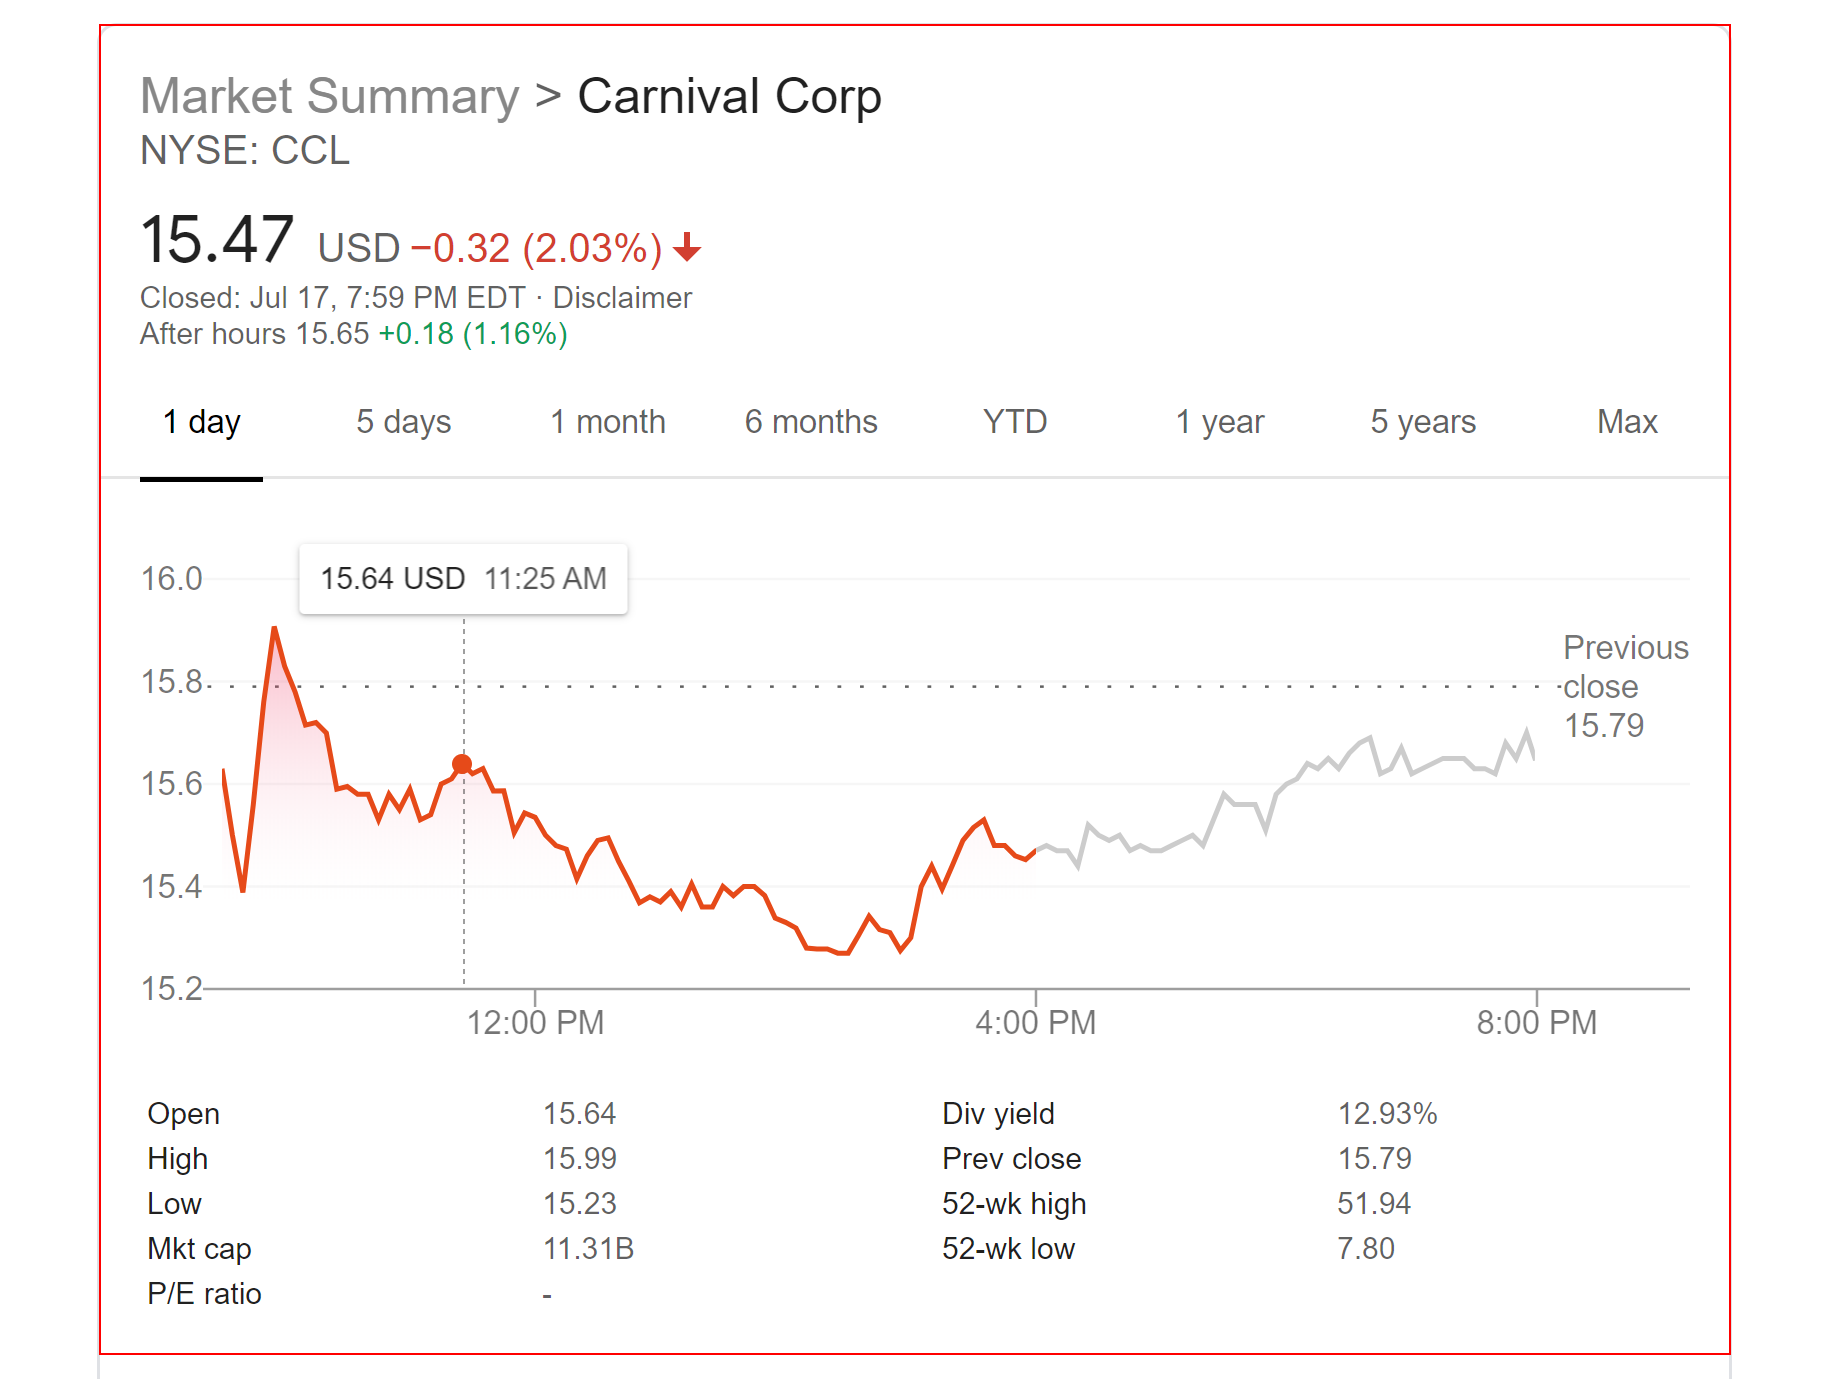 Market Summary > Carnival Corp
NYSE: CCL
15.47 USD −0.32 (2.03%)
Closed: Jul 17, 7:59 PM EDT · Disclaimer
After hours 15.65 +0.18 (1.16%)
1 day 5 days 1 month 6 months YTD 1 year 5 years Max
15.64 USD 11:25 AM
16.0
15.8
15.6
15.4
15.2
Previous
close
15.79
12:00 PM 4:00 PM 8:00 PM
Open 15.64 Div yield 12.93%
High 15.99 Prev close 15.79
Low 15.23 52-wk high 51.94
Mkt cap 11.31B 52-wk low 7.80
P/E ratio -